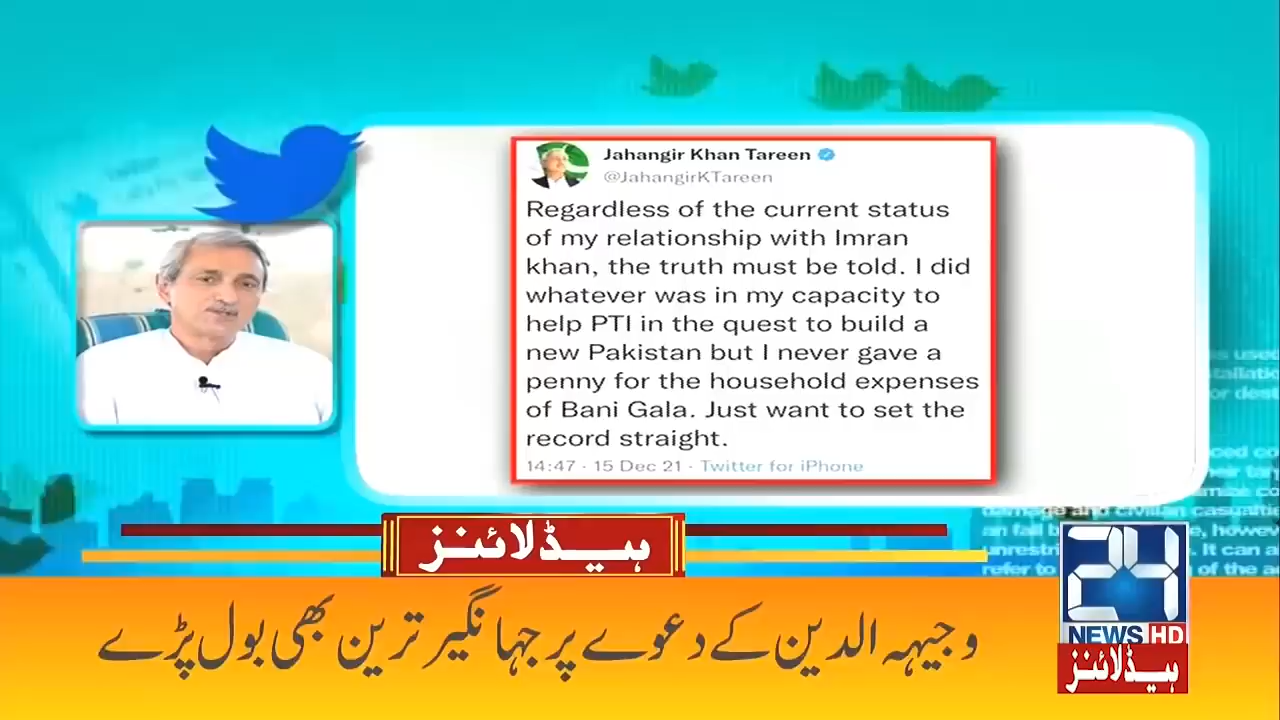 Jahangir Khan Tareen
@JahangirKTareen
Regardless of the current status
of my relationship with Imran
khan, the truth must be told. I did
whatever was in my capacity to
help PTI in the quest to build a
new Pakistan but I never gave a
penny for the household expenses
of Bani Gala. Just want to set the
record straight.
14:47 · 15 Dec 21 · Twitter for iPhone
damage and civilian casualties
ہیڈلائنز
وجیہہ الدین کے دعوے پر جہانگیر ترین بھی بول پڑے
24
NEWS HD
ہیڈلائنز